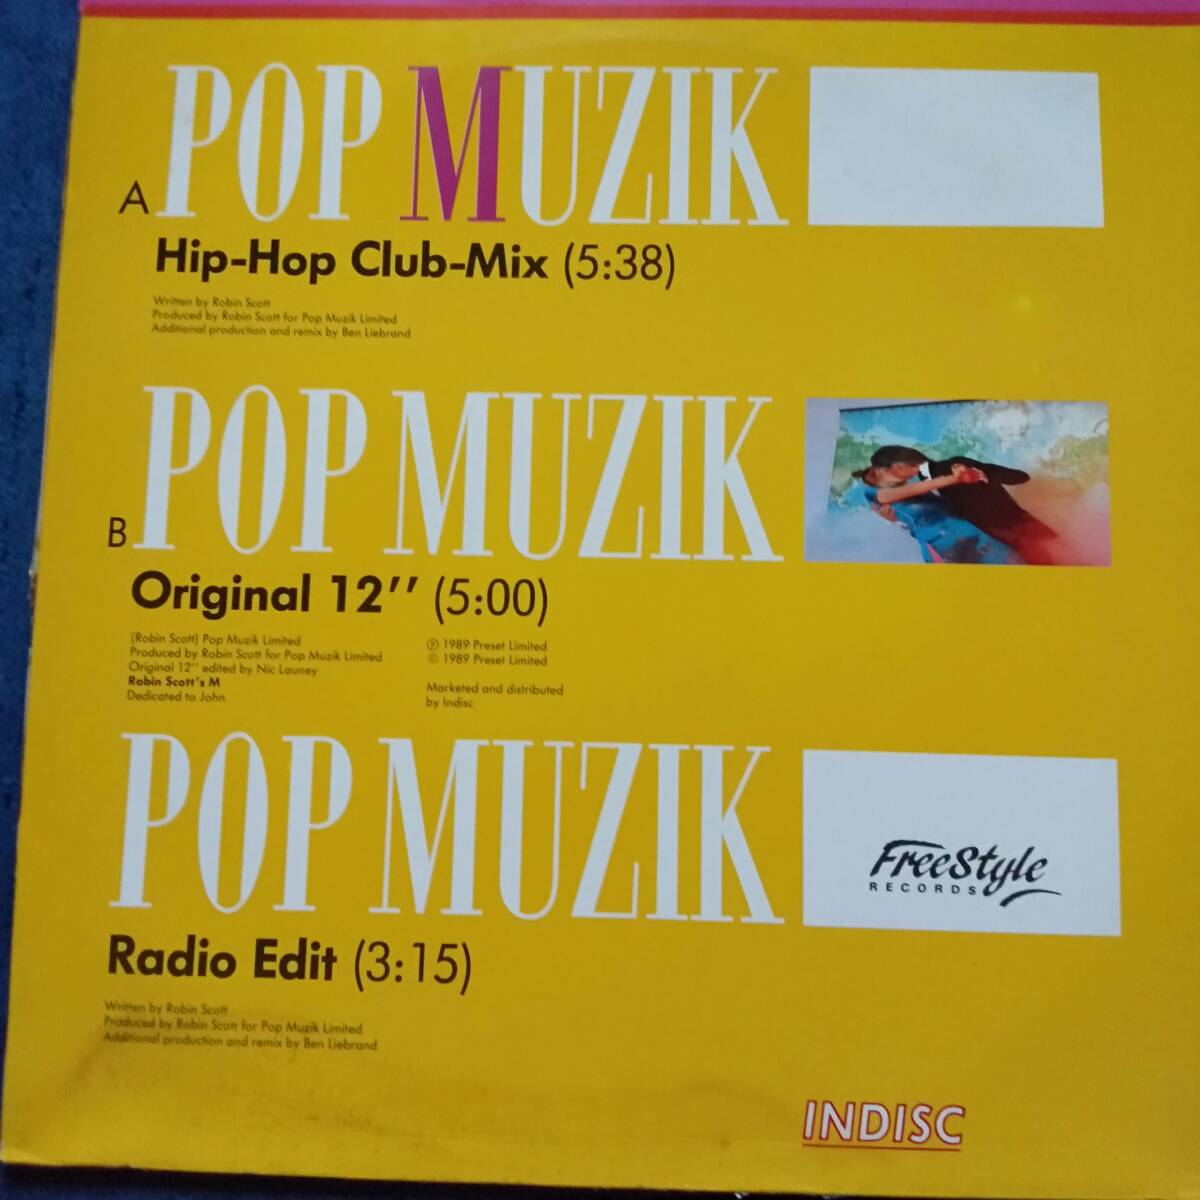 POP MUZIK
A
Hip-Hop Club-Mix (5:38)
Written by Robin Scott
Produced by Robin Scott for Pop Muzik Limited
Additional production and remix by Ben Liebrand
POP MUZIK
B
Original 12'' (5:00)
(Robin Scott) Pop Muzik Limited
Produced by Robin Scott for Pop Muzik Limited
Original 12'' edited by Nic Launey
Robin Scott's M
Dedicated to John
℗ 1989 Preset Limited
© 1989 Preset Limited
Marketed and distributed
by Indisc
POP MUZIK
Radio Edit (3:15)
Written by Robin Scott
Produced by Robin Scott for Pop Muzik Limited
Additional production and remix by Ben Liebrand
FreeStyle
RECORDS
INDISC